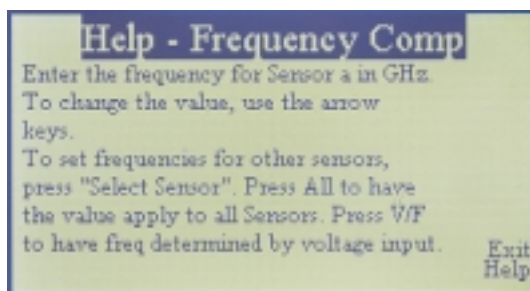 Help - Frequency Comp
Enter the frequency for Sensor a in GHz.
To change the value, use the arrow
keys.
To set frequencies for other sensors,
press "Select Sensor". Press All to have
the value apply to all Sensors. Press V/F
to have freq determined by voltage input.
Exit
Help